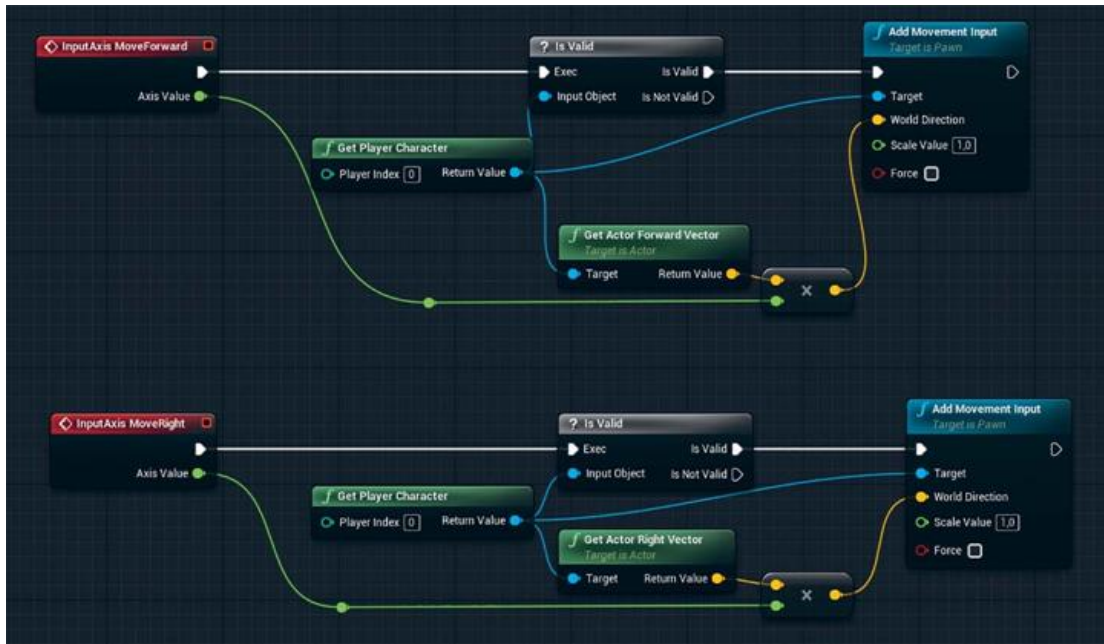 InputAxis MoveForward
Axis Value
? Is Valid
Exec
Is Valid
Input Object
Is Not Valid
f Add Movement Input
Target is Pawn
Target
World Direction
Scale Value 1,0
Force
f Get Player Character
Player Index 0
Return Value
f Get Actor Forward Vector
Target is Actor
Target
Return Value
×
InputAxis MoveRight
Axis Value
? Is Valid
Exec
Is Valid
Input Object
Is Not Valid
f Add Movement Input
Target is Pawn
Target
World Direction
Scale Value 1,0
Force
f Get Player Character
Player Index 0
Return Value
f Get Actor Right Vector
Target is Actor
Target
Return Value
×